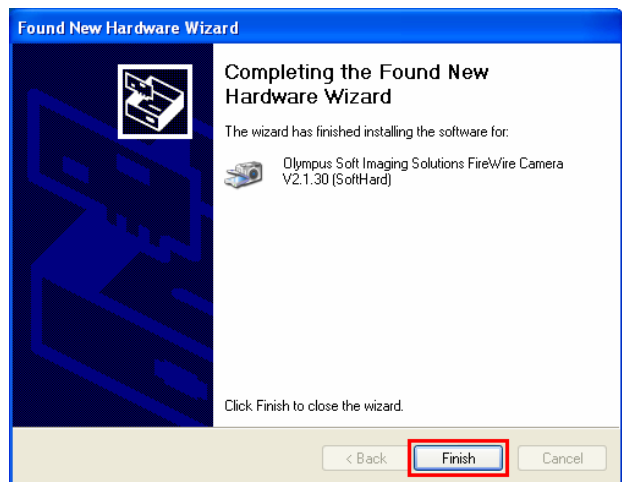 Found New Hardware Wizard
Completing the Found New
Hardware Wizard
The wizard has finished installing the software for:
Olympus Soft Imaging Solutions FireWire Camera
V2.1.30 (SoftHard)
Click Finish to close the wizard.
< Back
Finish
Cancel